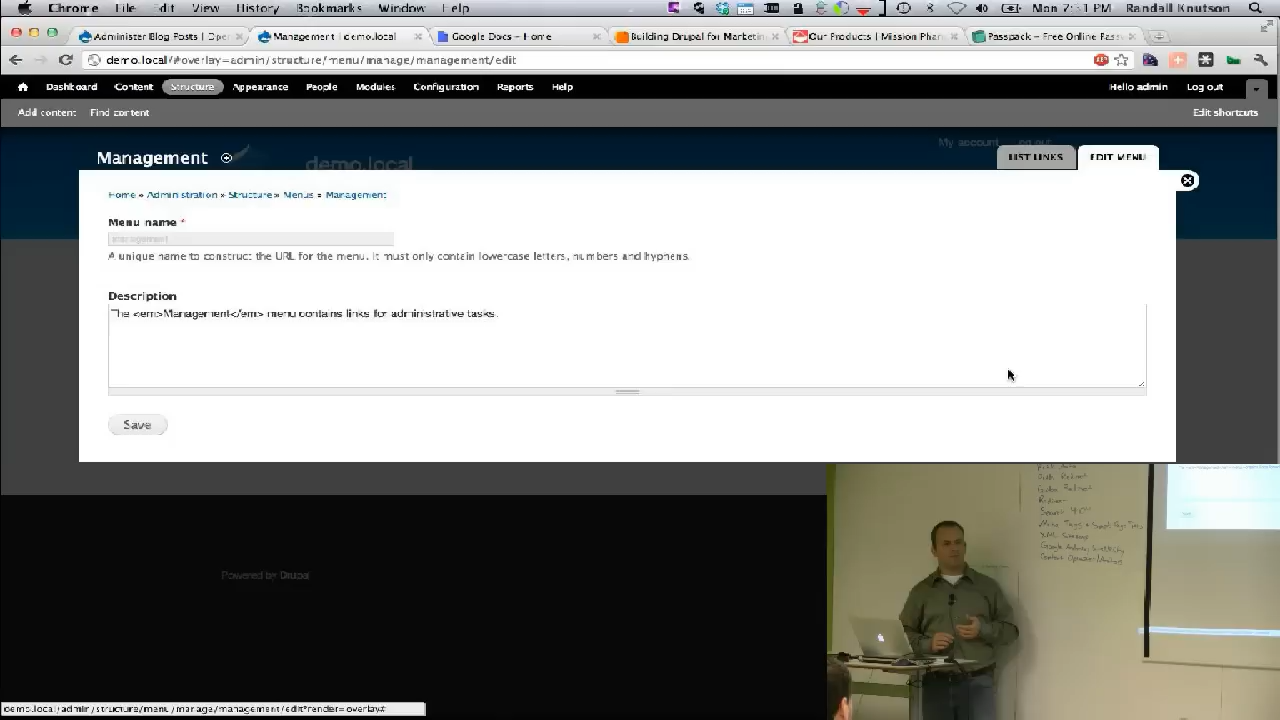 Chrome File Edit View History Bookmarks Window Help Mon 7:51 PM Randall Knutson
Administer Blog Posts | Oper Management | demo.local Google Docs - Home Building Drupal for Marketin Our Products | Mission Phar Passpack - Free Online Pass
demo.local/#overlay=admin/structure/menu/manage/management/edit
Dashboard Content Structure Appearance People Modules Configuration Reports Help Hello admin Log out
Add content Find content Edit shortcuts
My account
Management demo.local LIST LINKS EDIT MENU
Home » Administration » Structure » Menus » Management
Menu name *
management
A unique name to construct the URL for the menu. It must only contain lowercase letters, numbers and hyphens.
Description
The <em>Management</em> menu contains links for administrative tasks.
Save
Powered by Drupal
demo.local/admin/structure/menu/manage/management/edit?render=overlay#